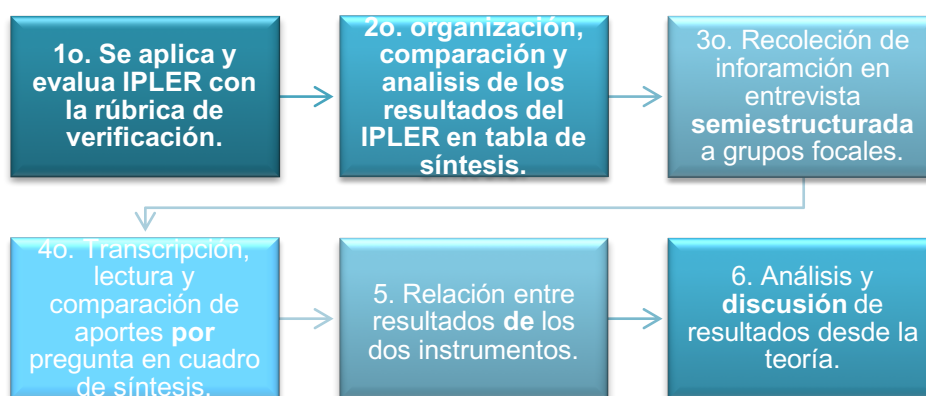 1o. Se aplica y
evalua IPLER con
la rúbrica de
verificación.
2o. organización,
comparación y
analisis de los
resultados del
IPLER en tabla de
síntesis.
3o. Recoleción de
inforamción en
entrevista
semiestructurada
a grupos focales.
4o. Transcripción,
lectura y
comparación de
aportes por
pregunta en cuadro
de síntesis.
5. Relación entre
resultados de los
dos instrumentos.
6. Análisis y
discusión de
resultados desde la
teoría.